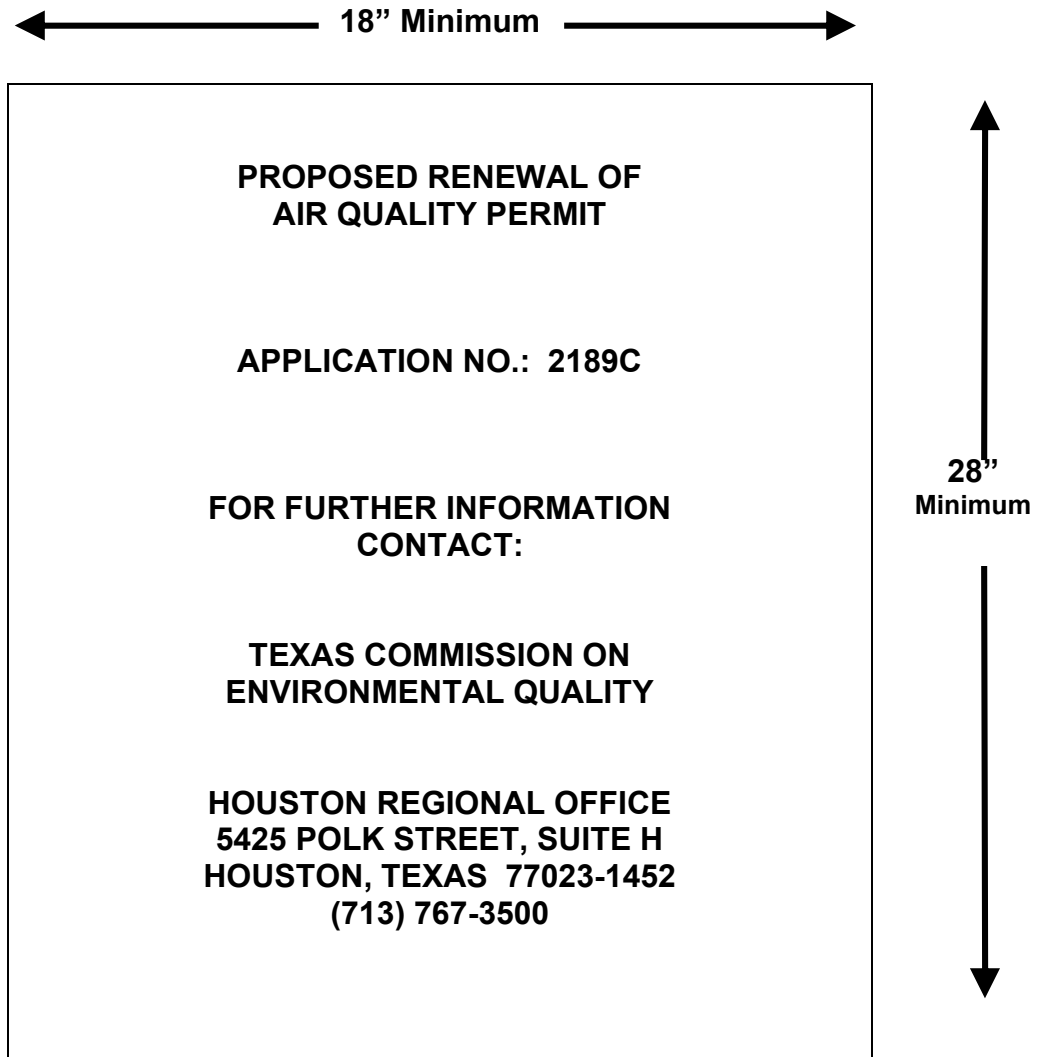 18” Minimum
PROPOSED RENEWAL OF
AIR QUALITY PERMIT
APPLICATION NO.: 2189C
FOR FURTHER INFORMATION
CONTACT:
TEXAS COMMISSION ON
ENVIRONMENTAL QUALITY
HOUSTON REGIONAL OFFICE
5425 POLK STREET, SUITE H
HOUSTON, TEXAS 77023-1452
(713) 767-3500
28”
Minimum